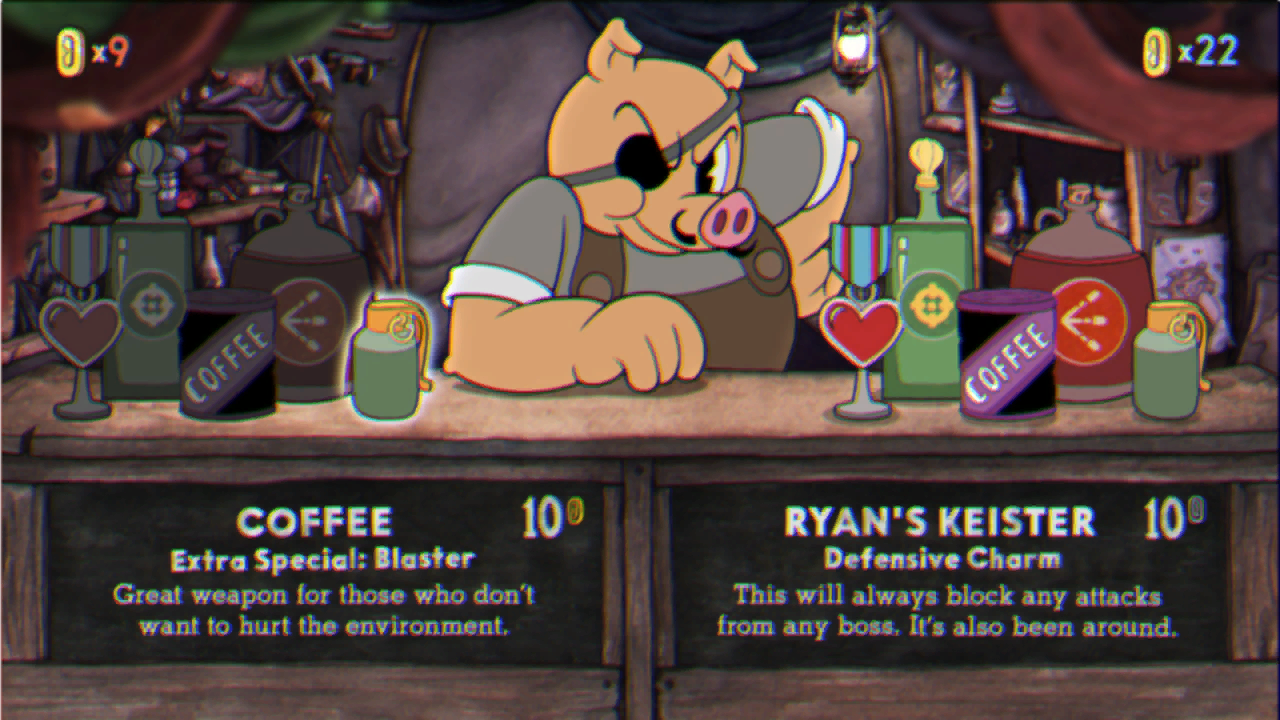 x9
x22
COFFEE
COFFEE
COFFEE 10
Extra Special: Blaster
Great weapon for those who don't
want to hurt the environment.
RYAN'S KEISTER 10
Defensive Charm
This will always block any attacks
from any boss. It's also been around.